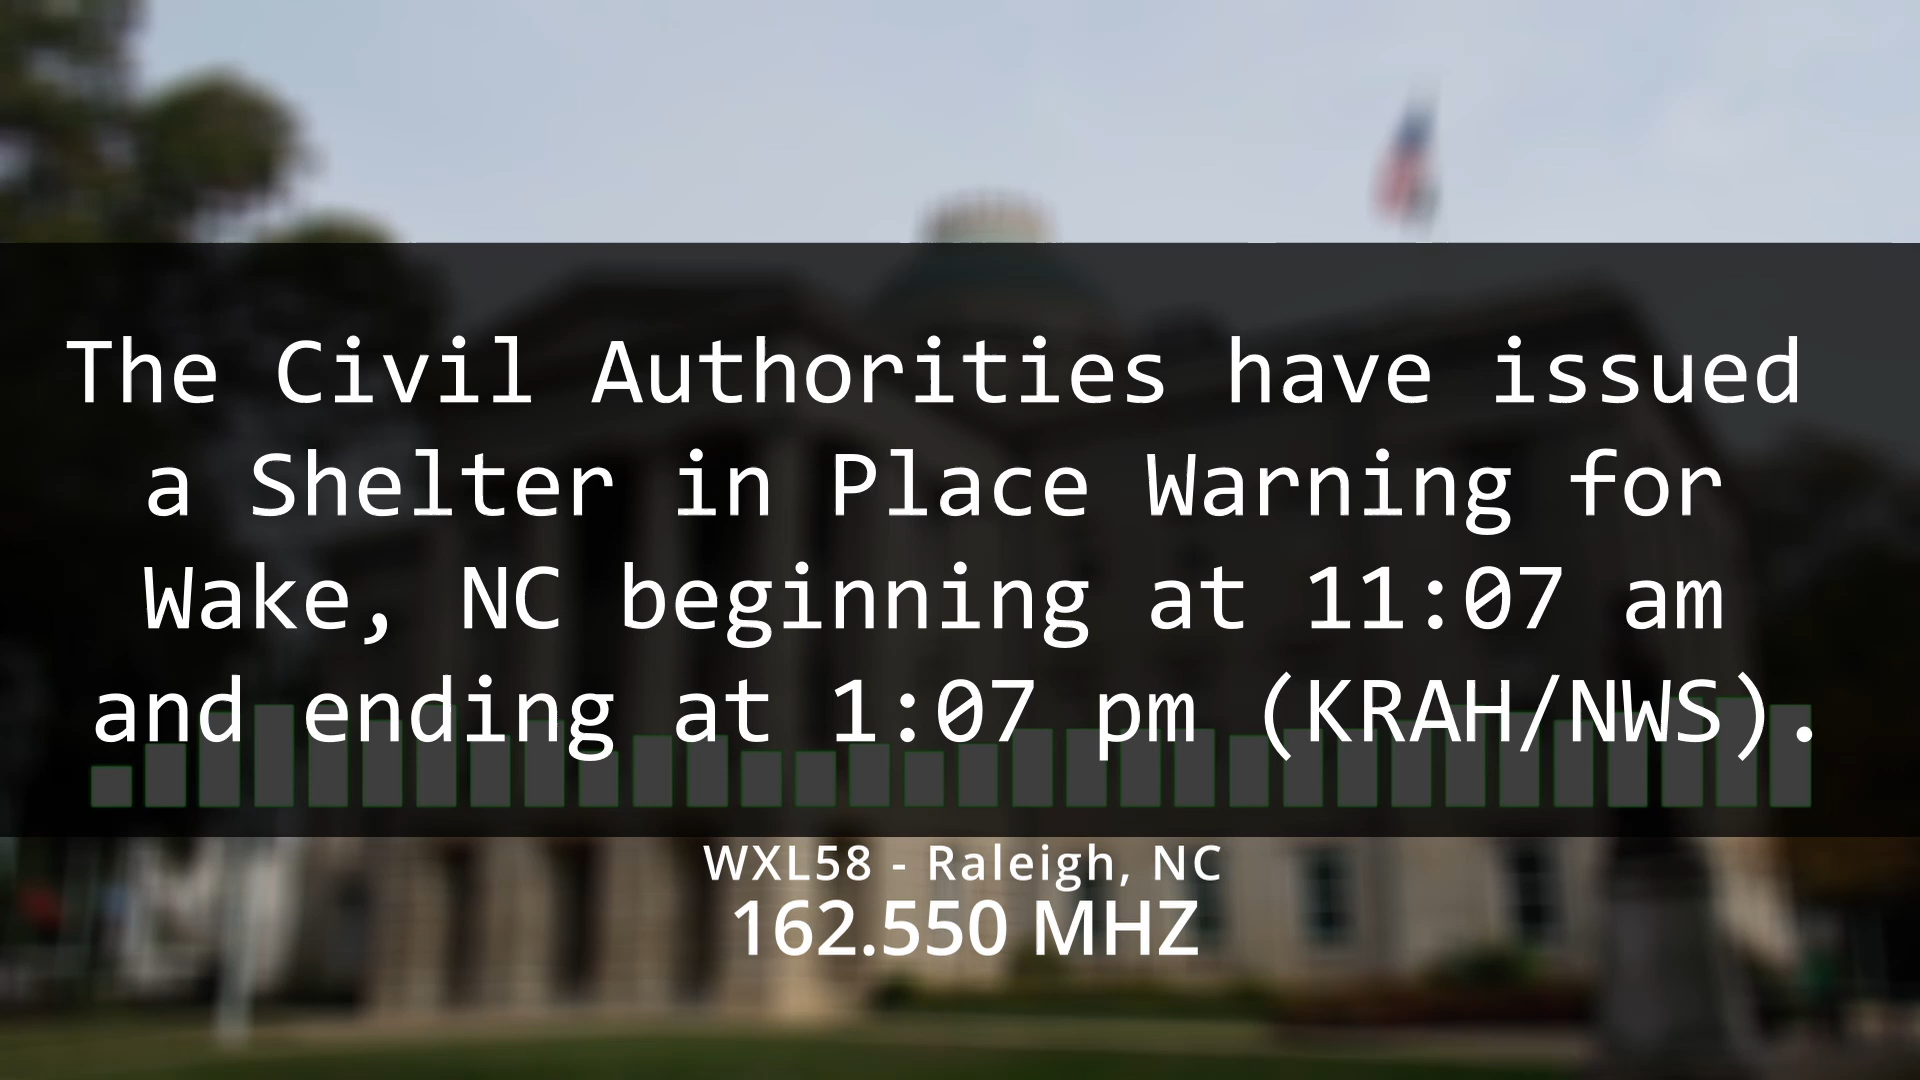 The Civil Authorities have issued
a Shelter in Place Warning for
Wake, NC beginning at 11:07 am
and ending at 1:07 pm (KRAH/NWS).
WXL58 - Raleigh, NC
162.550 MHZ